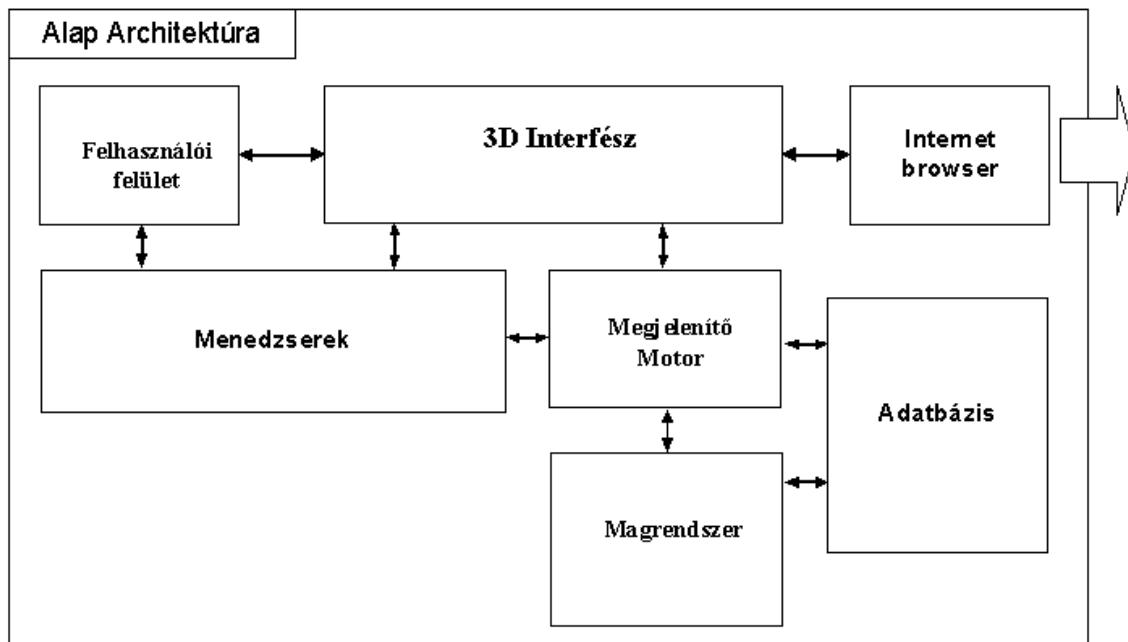 Alap Architektúra
Felhasználói
felület
3D Interfész
Internet
browser
Menedzserek
Megjelenítő
Motor
Adatbázis
Magrendszer